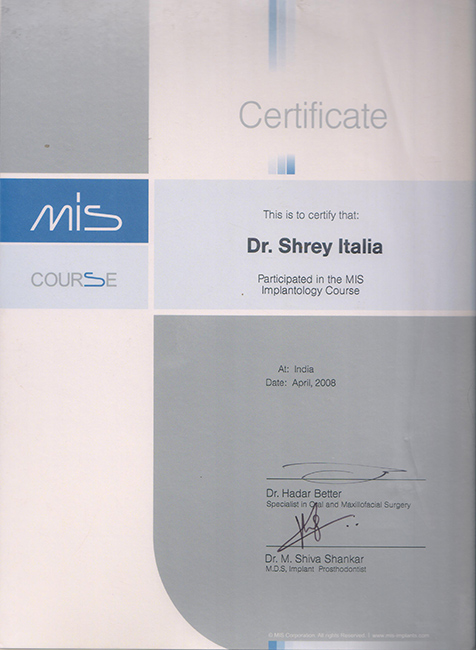 Certificate
MIS
COURSE
This is to certify that:
Dr. Shrey Italia
Participated in the MIS
Implantology Course
At: India
Date: April, 2008
Dr. Hadar Better
Specialist in Oral and Maxillofacial Surgery
Dr. M. Shiva Shankar
M.D.S, Implant Prosthodontist
© MIS Corporation. All rights Reserved | www.mis-implants.com